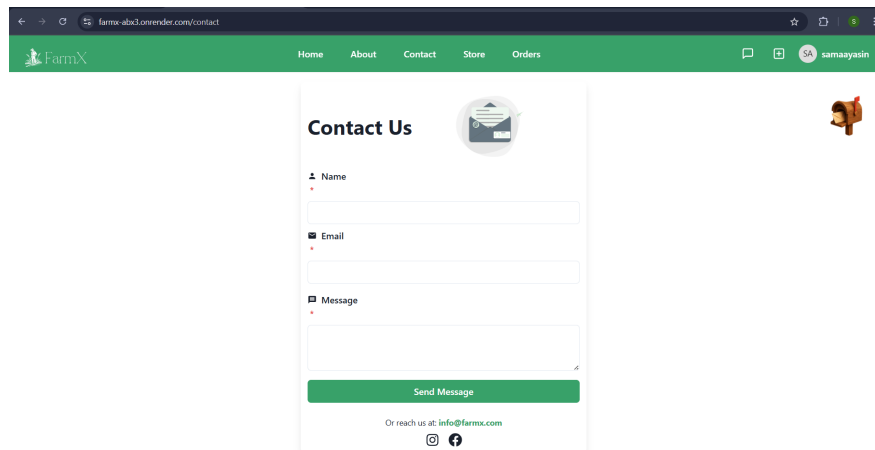 farmx-abx3.onrender.com/contact
S
FarmX Home About Contact Store Orders SA samaayasin
Contact Us
Name
*
Email
*
Message
*
Send Message
Or reach us at: info@farmx.com